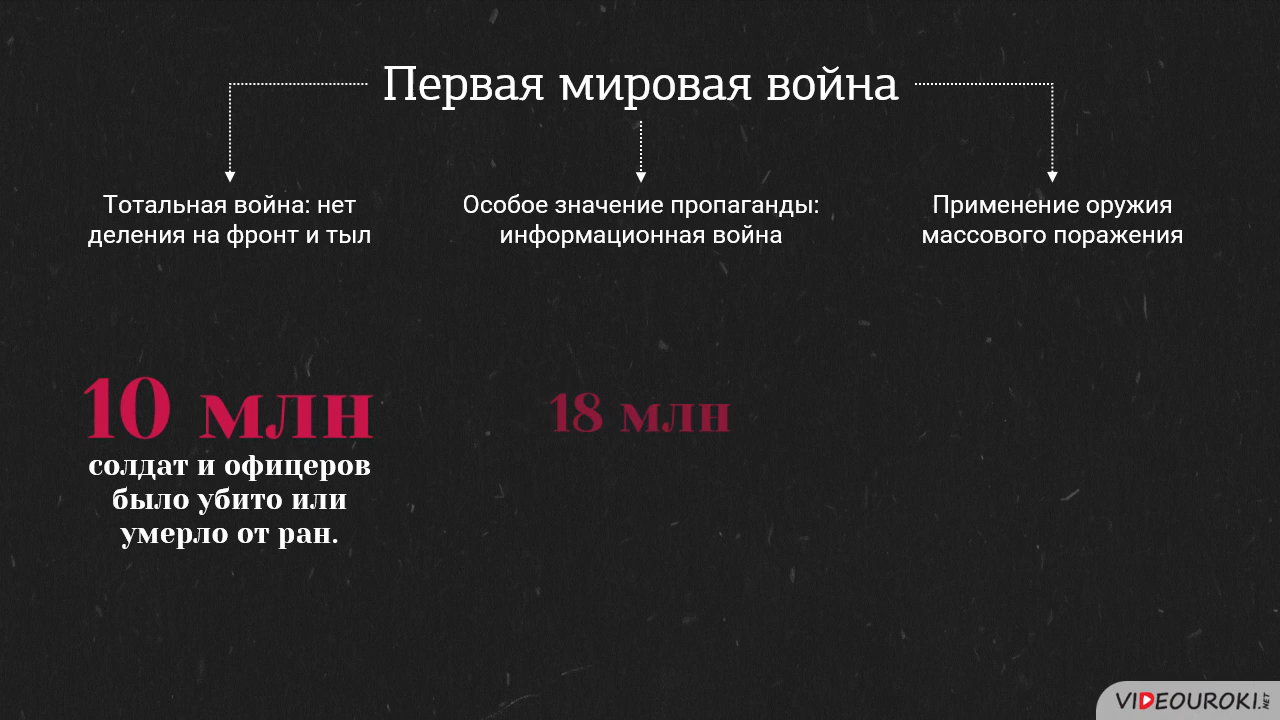 Первая мировая война
Тотальная война: нет
деления на фронт и тыл
Особое значение пропаганды:
информационная война
Применение оружия
массового поражения
10 млн
солдат и офицеров
было убито или
умерло от ран.
18 млн
VIDEOUROKI.NET